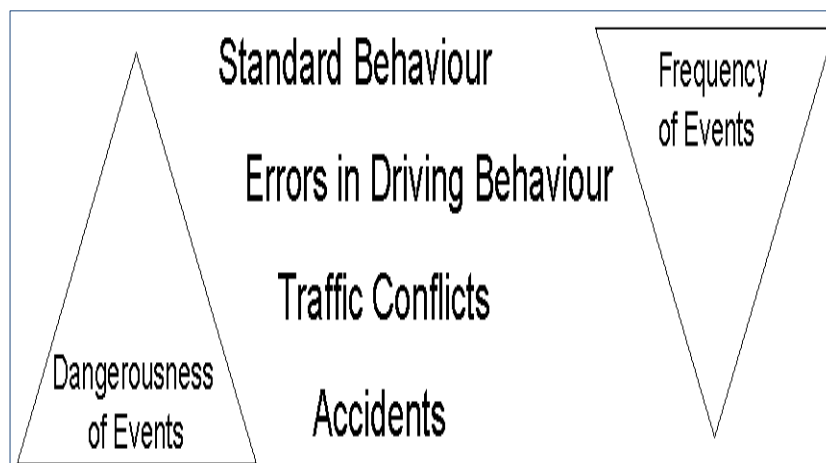 Standard Behaviour
Frequency
of Events
Errors in Driving Behaviour
Traffic Conflicts
Dangerousness
of Events
Accidents